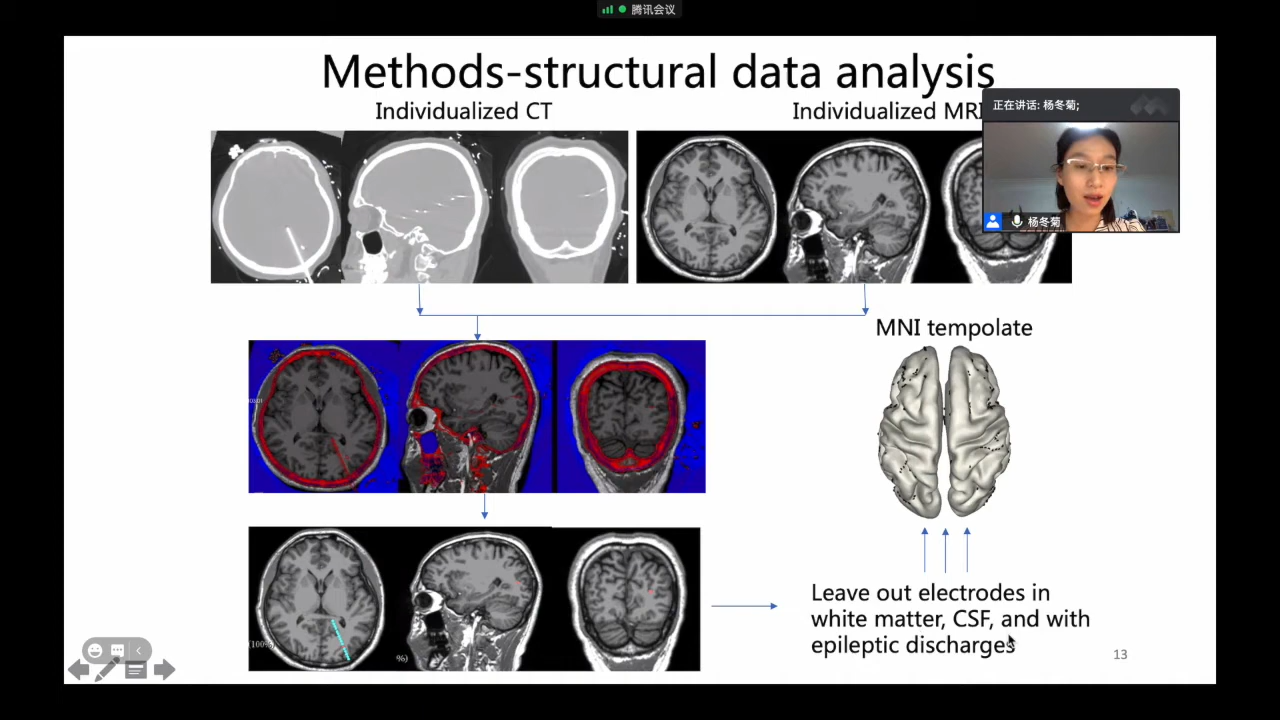 腾讯会议
Methods-structural data analysis
Individualized CT
Individualized MRI
正在讲话: 杨冬菊;
杨冬菊
MNI tempolate
Leave out electrodes in
white matter, CSF, and with
epileptic discharges
(100%)
%)
13